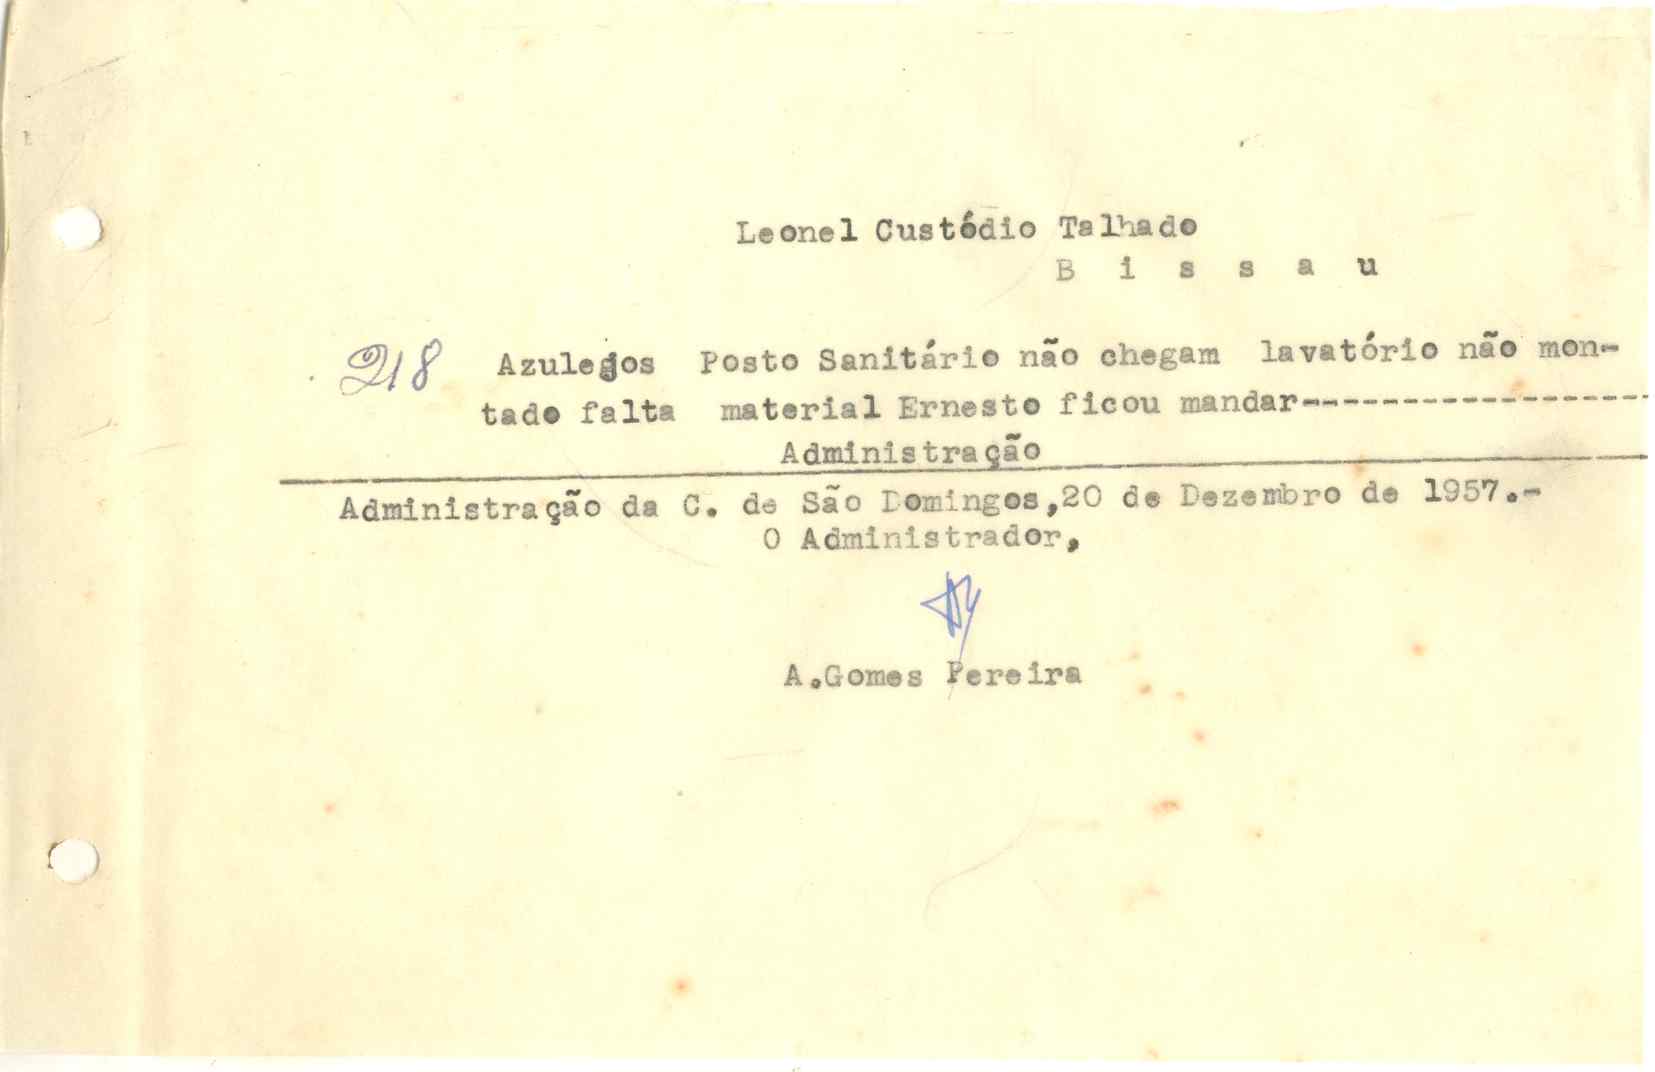 Leonel Custódio Talhado
B i s s a u
218 Azulejos Posto Sanitário não chegam lavatório não mon-
tado falta material Ernesto ficou mandar-------------------
Administração
Administração da C. de São Domingos,20 de Dezembro de 1957.-
O Administrador,
A.Gomes Pereira